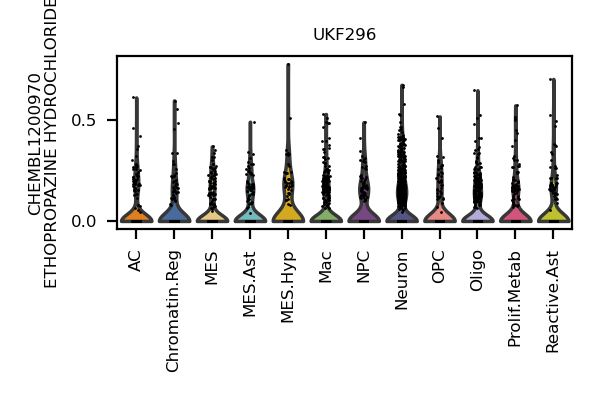 UKF296
CHEMBL1200970
ETHOPROPAZINE HYDROCHLORIDE
0.5
0.0
AC
Chromatin.Reg
MES
MES.Ast
MES.Hyp
Mac
NPC
Neuron
OPC
Oligo
Prolif.Metab
Reactive.Ast